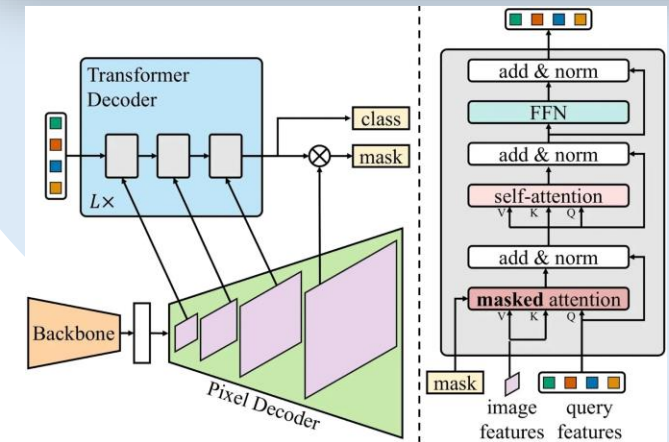 Transformer
Decoder
L×
class
mask
Backbone
Pixel Decoder
add & norm
FFN
add & norm
self-attention
V K Q
add & norm
masked attention
V K Q
mask
image
features
query
features